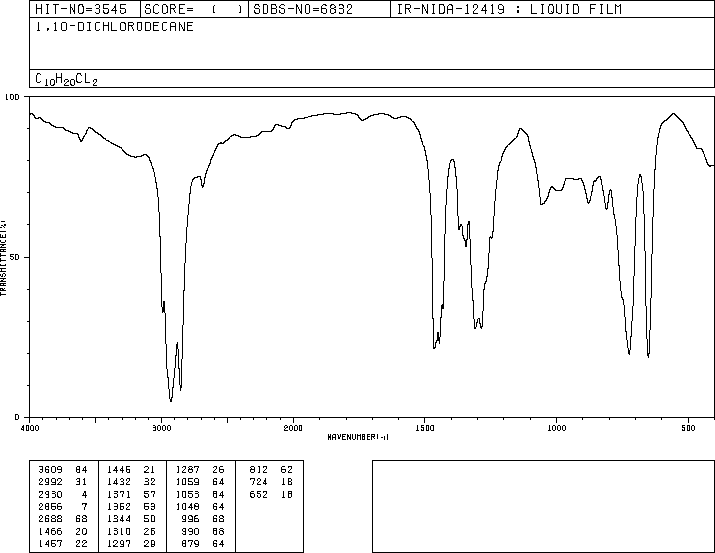 HIT-NO=3545 SCORE= ( ) SDBS-NO=6832 IR-NIDA-12419 : LIQUID FILM
1,10-DICHLORODECANE
C10H20CL2
100
50
0
TRANSMITTANCE(%)
4000 3000 2000 1500 1000 500
WAVENUMBER(-1)
3609 84 1446 21 1287 26 812 62
2992 31 1432 32 1059 64 724 18
2930 4 1371 57 1053 64 652 18
2856 7 1362 59 1048 64
2688 68 1344 50 996 68
1466 20 1310 26 990 68
1457 22 1297 29 879 64